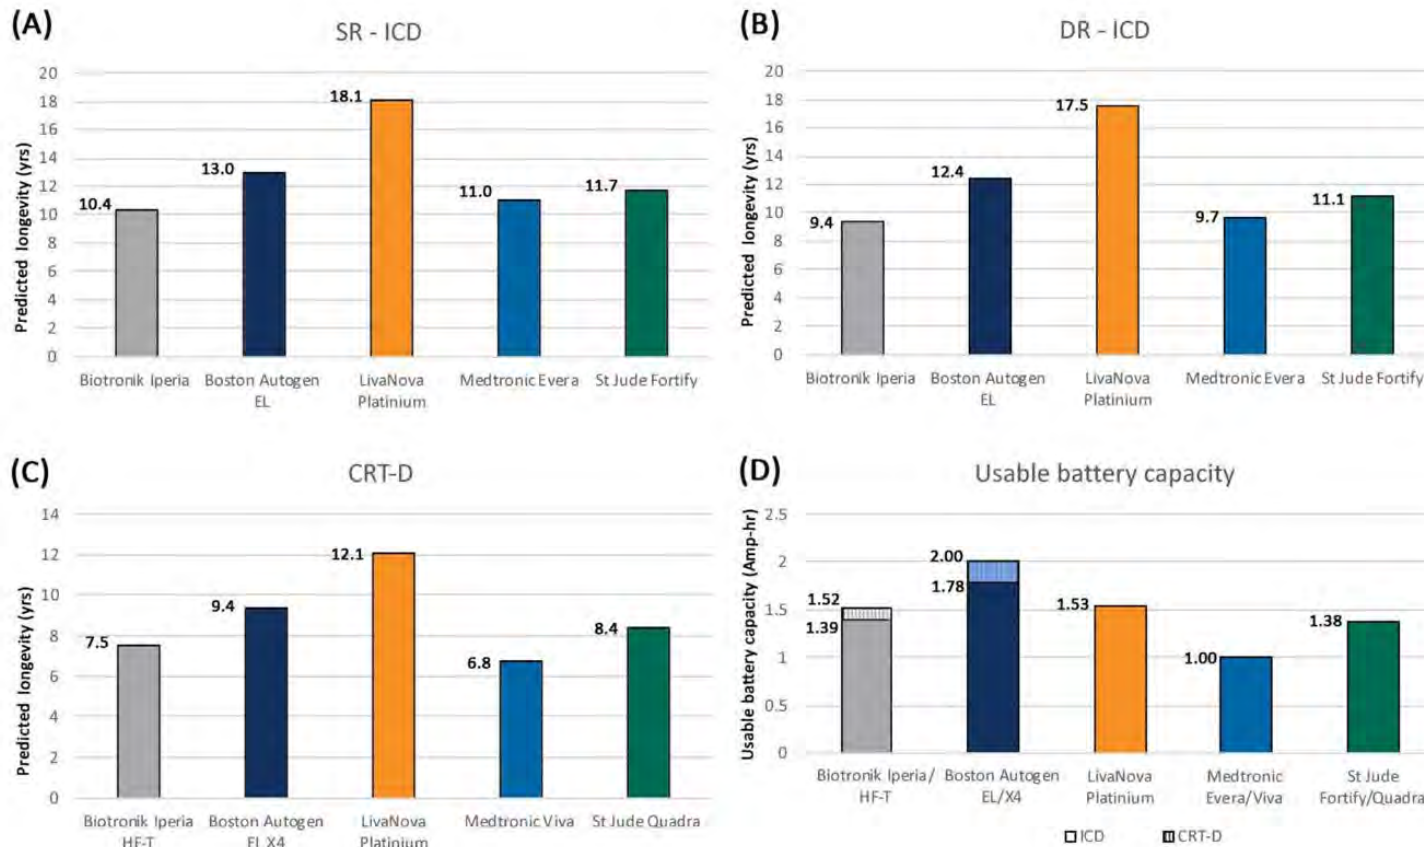 (A)
SR - ICD
Predicted longevity (yrs)
20
18
16
14
12
10
8
6
4
2
0
10.4
13.0
18.1
11.0
11.7
Biotronik Iperia
Boston Autogen
EL
LivaNova
Platinium
Medtronic Evera
St Jude Fortify
(B)
DR - ICD
Predicted longevity (yrs)
20
18
16
14
12
10
8
6
4
2
0
9.4
12.4
17.5
9.7
11.1
Biotronik Iperia
Boston Autogen
EL
LivaNova
Platinium
Medtronic Evera
St Jude Fortify
(C)
CRT-D
Predicted longevity (yrs)
14
12
10
8
6
4
2
0
7.5
9.4
12.1
6.8
8.4
Biotronik Iperia
HF-T
Boston Autogen
EL X4
LivaNova
Platinium
Medtronic Viva
St Jude Quadra
(D)
Usable battery capacity
Usable battery capacity (Amp-hr)
2.5
2
1.5
1
0.5
0
1.52
1.39
2.00
1.78
1.53
1.00
1.38
Biotronik Iperia/
HF-T
Boston Autogen
EL/X4
LivaNova
Platinium
Medtronic
Evera/Viva
St Jude
Fortify/Quadra
ICD
CRT-D